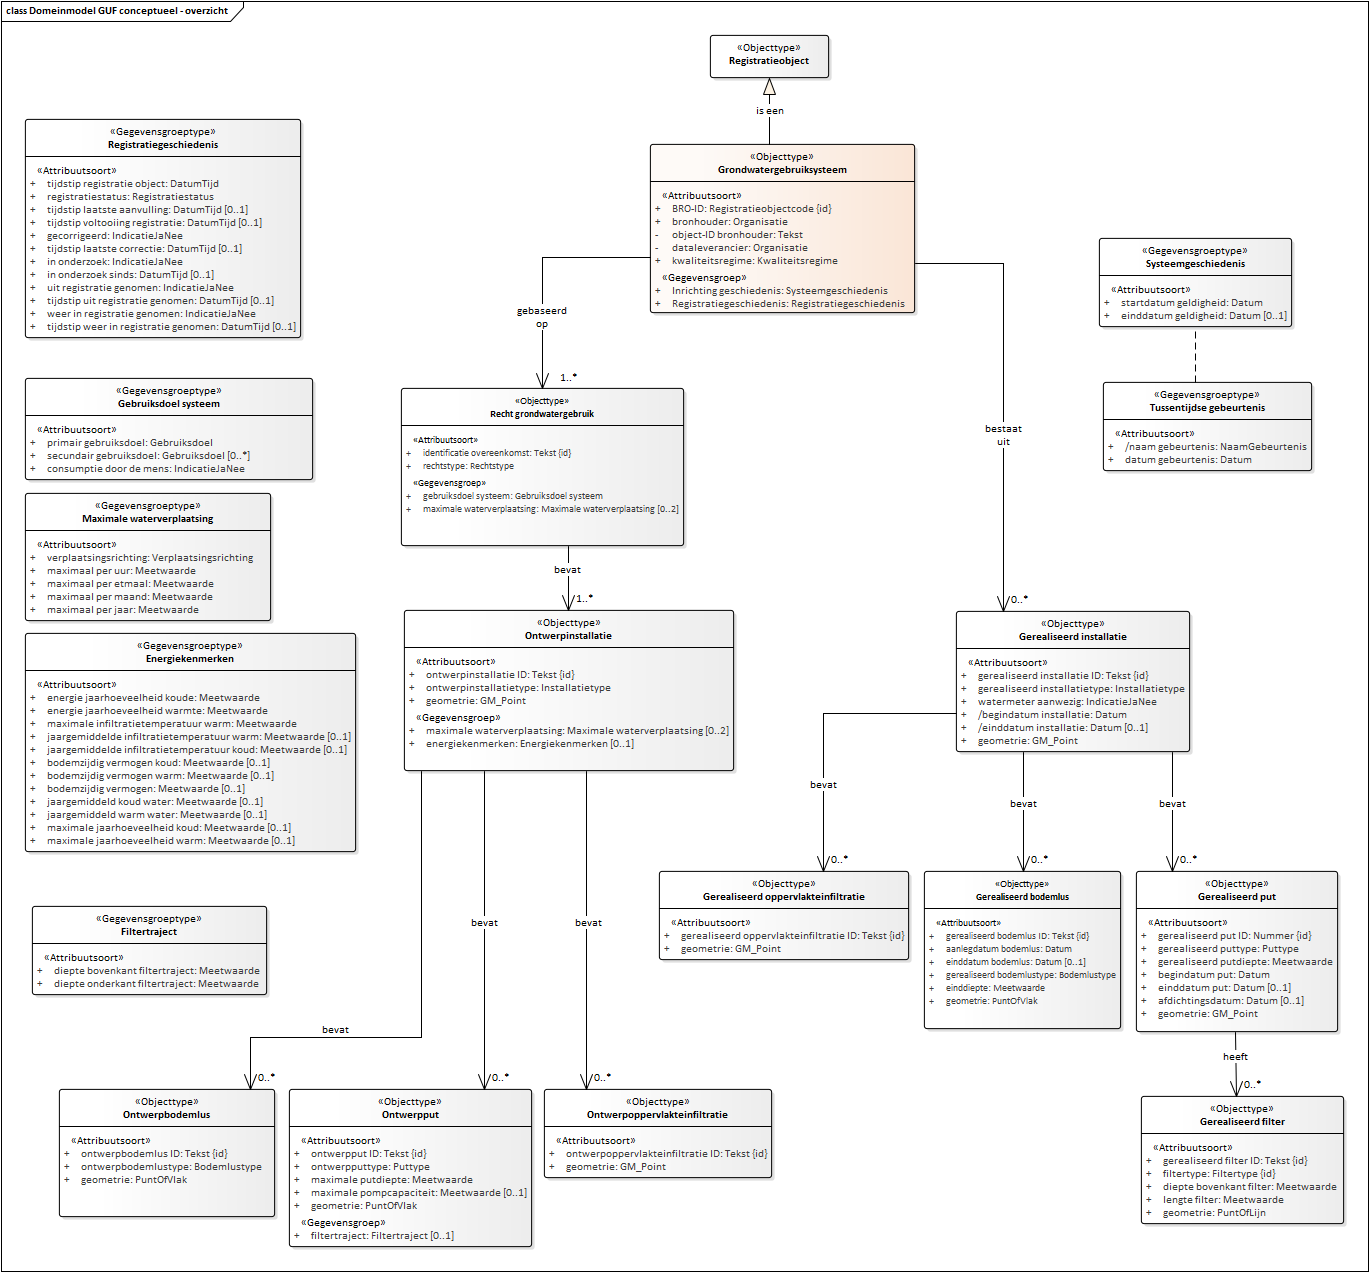 class Domeinmodel GUF conceptueel - overzicht
«Objecttype»
Registratieobject
is een
«Gegevensgroeptype»
Registratiegeschiedenis
«Attribuutsoort»
+ tijdstip registratie object: DatumTijd
+ registratiestatus: Registratiestatus
+ tijdstip laatste aanvulling: DatumTijd [0..1]
+ tijdstip voltooiing registratie: DatumTijd [0..1]
+ gecorrigeerd: IndicatieJaNee
+ tijdstip laatste correctie: DatumTijd [0..1]
+ in onderzoek: IndicatieJaNee
+ in onderzoek sinds: DatumTijd [0..1]
+ uit registratie genomen: IndicatieJaNee
+ tijdstip uit registratie genomen: DatumTijd [0..1]
+ weer in registratie genomen: IndicatieJaNee
+ tijdstip weer in registratie genomen: DatumTijd [0..1]
«Objecttype»
Grondwatergebruiksysteem
«Attribuutsoort»
+ BRO-ID: Registratieobjectcode {id}
+ bronhouder: Organisatie
- object-ID bronhouder: Tekst
- dataleverancier: Organisatie
+ kwaliteitsregime: Kwaliteitsregime
«Gegevensgroep»
+ Inrichting geschiedenis: Systeemgeschiedenis
+ Registratiegeschiedenis: Registratiegeschiedenis
«Gegevensgroeptype»
Systeemgeschiedenis
«Attribuutsoort»
+ startdatum geldigheid: Datum
+ einddatum geldigheid: Datum [0..1]
gebaseerd
op
1..*
«Gegevensgroeptype»
Tussentijdse gebeurtenis
«Attribuutsoort»
+ /naam gebeurtenis: NaamGebeurtenis
+ datum gebeurtenis: Datum
«Gegevensgroeptype»
Gebruiksdoel systeem
«Attribuutsoort»
+ primair gebruiksdoel: Gebruiksdoel
+ secundair gebruiksdoel: Gebruiksdoel [0..*]
+ consumptie door de mens: IndicatieJaNee
«Objecttype»
Recht grondwatergebruik
«Attribuutsoort»
+ identificatie overeenkomst: Tekst {id}
+ rechtstype: Rechtstype
«Gegevensgroep»
+ gebruiksdoel systeem: Gebruiksdoel systeem
+ maximale waterverplaatsing: Maximale waterverplaatsing [0..2]
bestaat
uit
0..*
«Gegevensgroeptype»
Maximale waterverplaatsing
«Attribuutsoort»
+ verplaatsingsrichting: Verplaatsingsrichting
+ maximaal per uur: Meetwaarde
+ maximaal per etmaal: Meetwaarde
+ maximaal per maand: Meetwaarde
+ maximaal per jaar: Meetwaarde
bevat
1..*
«Gegevensgroeptype»
Energiekenmerken
«Attribuutsoort»
+ energie jaarhoeveelheid koude: Meetwaarde
+ energie jaarhoeveelheid warmte: Meetwaarde
+ maximale infiltratietemperatuur warm: Meetwaarde
+ jaargemiddelde infiltratietemperatuur warm: Meetwaarde [0..1]
+ jaargemiddelde infiltratietemperatuur koud: Meetwaarde [0..1]
+ bodemzijdig vermogen koud: Meetwaarde [0..1]
+ bodemzijdig vermogen warm: Meetwaarde [0..1]
+ bodemzijdig vermogen: Meetwaarde [0..1]
+ jaargemiddeld koud water: Meetwaarde [0..1]
+ jaargemiddeld warm water: Meetwaarde [0..1]
+ maximale jaarhoeveelheid koud: Meetwaarde [0..1]
+ maximale jaarhoeveelheid warm: Meetwaarde [0..1]
«Objecttype»
Ontwerpinstallatie
«Attribuutsoort»
+ ontwerpinstallatie ID: Tekst {id}
+ ontwerpinstallatietype: Installatietype
+ geometrie: GM_Point
«Gegevensgroep»
+ maximale waterverplaatsing: Maximale waterverplaatsing [0..2]
+ energiekenmerken: Energiekenmerken [0..1]
«Objecttype»
Gerealiseerd installatie
«Attribuutsoort»
+ gerealiseerd installatie ID: Tekst {id}
+ gerealiseerd installatietype: Installatietype
+ watermeter aanwezig: IndicatieJaNee
+ /begindatum installatie: Datum
+ /einddatum installatie: Datum [0..1]
+ geometrie: GM_Point
bevat
0..*
bevat
0..*
bevat
0..*
«Objecttype»
Gerealiseerd oppervlakteinfiltratie
«Attribuutsoort»
+ gerealiseerd oppervlakteinfiltratie ID: Tekst {id}
+ geometrie: GM_Point
«Objecttype»
Gerealiseerd bodemlus
«Attribuutsoort»
+ gerealiseerd bodemlus ID: Tekst {id}
+ aanlegdatum bodemlus: Datum
+ einddatum bodemlus: Datum [0..1]
+ gerealiseerd bodemlustype: Bodemlustype
+ einddiepte: Meetwaarde
+ geometrie: PuntOfVlak
«Objecttype»
Gerealiseerd put
«Attribuutsoort»
+ gerealiseerd put ID: Nummer {id}
+ gerealiseerd puttype: Puttype
+ gerealiseerd putdiepte: Meetwaarde
+ begindatum put: Datum
+ einddatum put: Datum [0..1]
+ afdichtingsdatum: Datum [0..1]
+ geometrie: GM_Point
«Gegevensgroeptype»
Filtertraject
«Attribuutsoort»
+ diepte bovenkant filtertraject: Meetwaarde
+ diepte onderkant filtertraject: Meetwaarde
bevat
0..*
bevat
0..*
bevat
0..*
heeft
0..*
«Objecttype»
Ontwerpbodemlus
«Attribuutsoort»
+ ontwerpbodemlus ID: Tekst {id}
+ ontwerpbodemlustype: Bodemlustype
+ geometrie: PuntOfVlak
«Objecttype»
Ontwerpput
«Attribuutsoort»
+ ontwerpput ID: Tekst {id}
+ ontwerpputtype: Puttype
+ maximale putdiepte: Meetwaarde
+ maximale pompcapaciteit: Meetwaarde [0..1]
+ geometrie: PuntOfVlak
«Gegevensgroep»
+ filtertraject: Filtertraject [0..1]
«Objecttype»
Ontwerpoppervlakteinfiltratie
«Attribuutsoort»
+ ontwerpoppervlakteinfiltratie ID: Tekst {id}
+ geometrie: GM_Point
«Objecttype»
Gerealiseerd filter
«Attribuutsoort»
+ gerealiseerd filter ID: Tekst {id}
+ filtertype: Filtertype {id}
+ diepte bovenkant filter: Meetwaarde
+ lengte filter: Meetwaarde
+ geometrie: PuntOfLijn